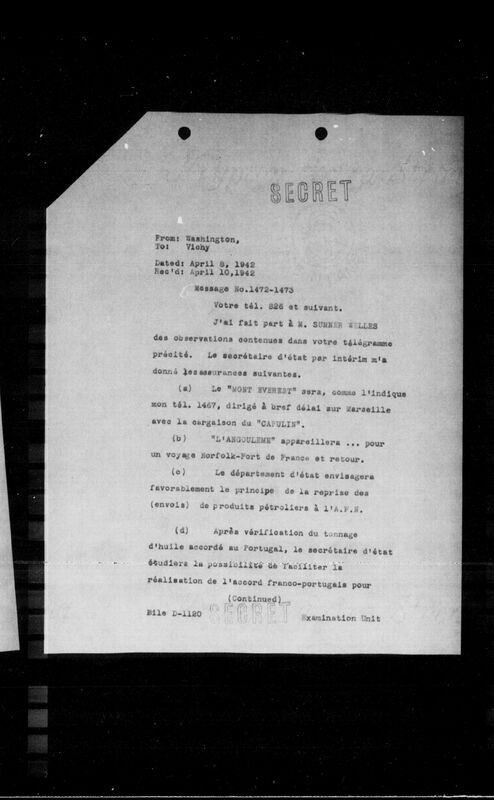 SECRET
From: Washington,
To: Vichy
Dated: April 8, 1942
Rec'd: April 10,1942
Message No.1472-1473
Votre tél. 826 et suivant.
J'ai fait part à M. SUMNER WELLES
des observations contenues dans votre télégramme
précité. Le secrétaire d'état par intérim m'a
donné les assurances suivantes.
(a) Le "MONT EVEREST" sera, comme l'indique
mon tél. 1467, dirigé à bref délai sur Marseille
avec la cargaison du "CAPULIN".
(b) "L'ANGOULEME" appareillera ... pour
un voyage Norfolk-Fort de France et retour.
(c) Le département d'état envisagera
favorablement le principe de la reprise des
(envois) de produits pétroliers à l'A.F.N.
(d) Après vérification du tonnage
d'huile accordé au Portugal, le secrétaire d'état
étudiera la possibilité de faciliter la
réalisation de l'accord franco-portugais pour
(Continued)
File D-1120
SECRET
Examination Unit